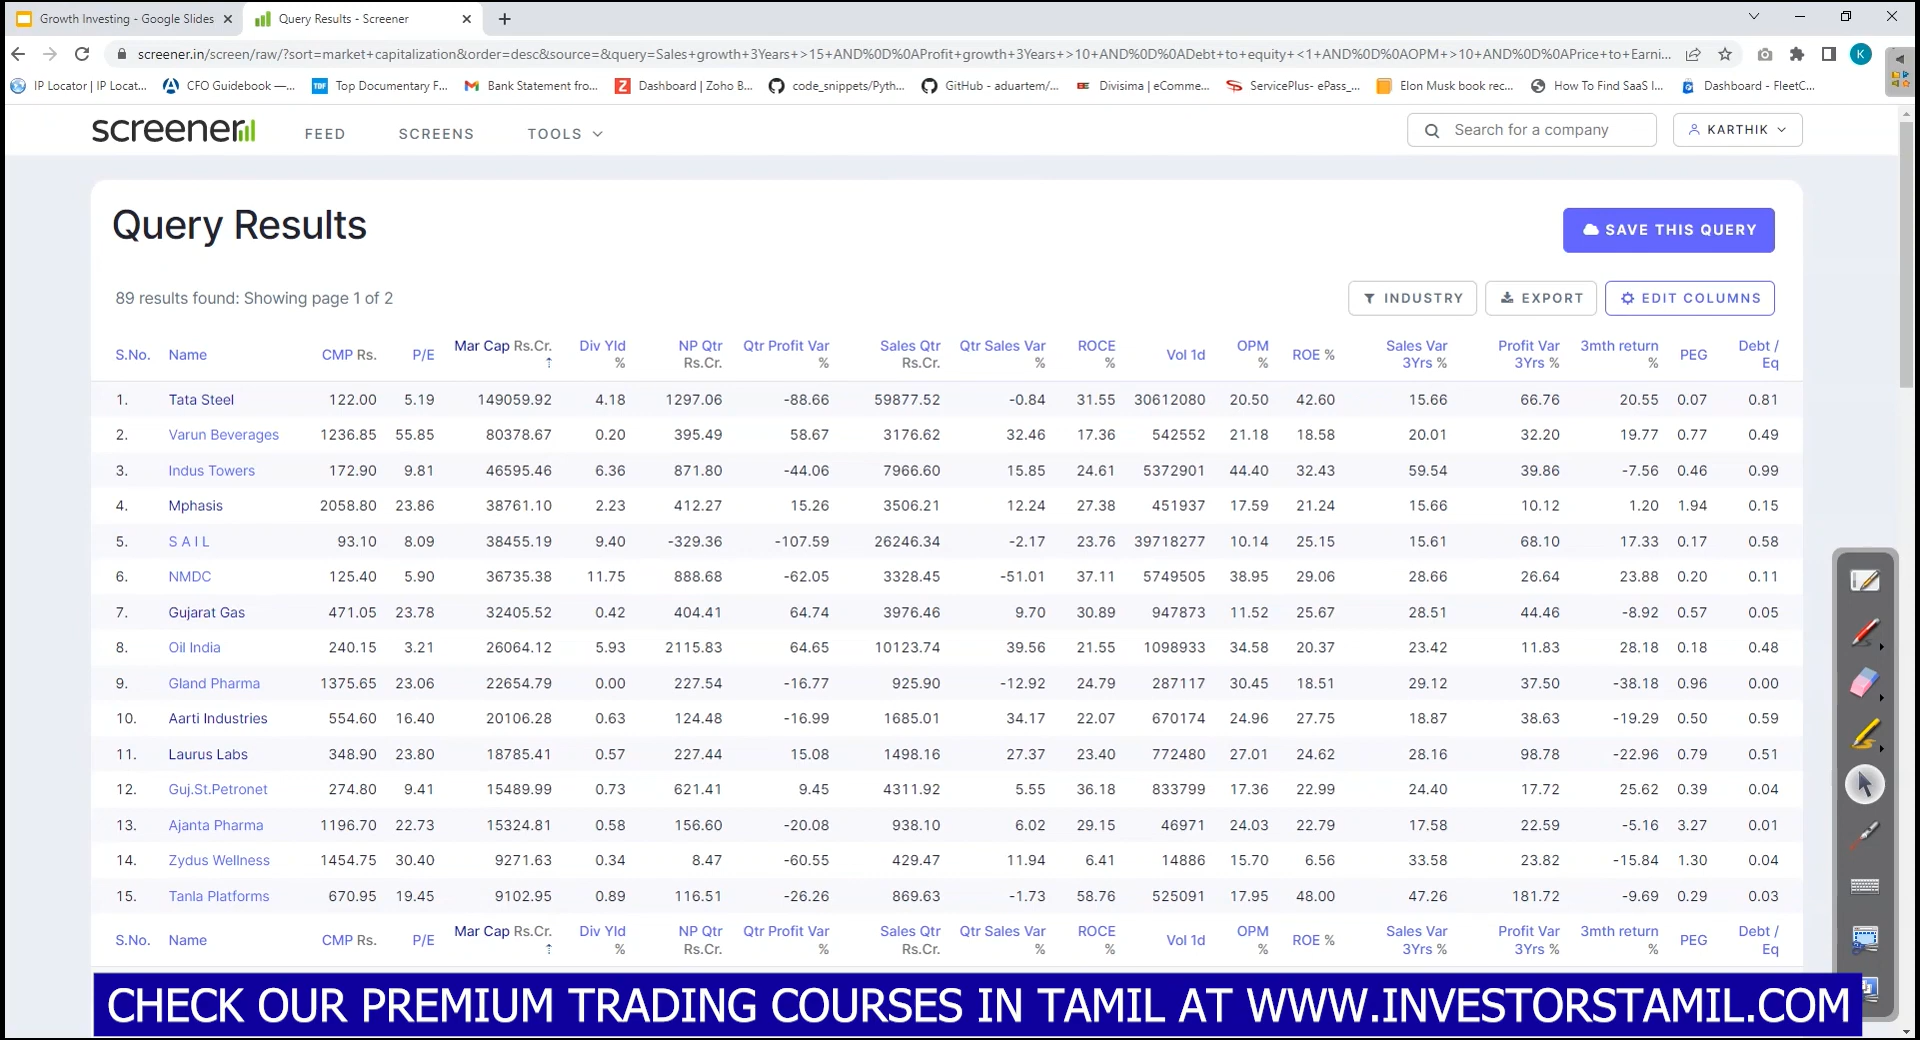 Growth Investing - Google Slides
Query Results - Screener
screener.in/screen/raw/?sort=market+capitalization&order=desc&source=&query=Sales+growth+3Years+>15+AND%0D%0AProfit+growth+3Years+>10+AND%0D%0ADebt+to+equity+<1+AND%0D%0AOPM+>10+AND%0D%0APrice+to+Earni...
K
IP Locator | IP Locat... CFO Guidebook —... TDF Top Documentary F... Bank Statement fro... Dashboard | Zoho B... code_snippets/Pyth... GitHub - aduartem/... Divisima | eComme... ServicePlus- ePass_... Elon Musk book rec... How To Find SaaS I... Dashboard - FleetC...
screener FEED SCREENS TOOLS Search for a company KARTHIK
Query Results
SAVE THIS QUERY
89 results found: Showing page 1 of 2
INDUSTRY EXPORT EDIT COLUMNS
S.No. Name CMP Rs. P/E Mar Cap Rs.Cr. Div Yld % NP Qtr Rs.Cr. Qtr Profit Var % Sales Qtr Rs.Cr. Qtr Sales Var % ROCE % Vol 1d OPM % ROE % Sales Var 3Yrs % Profit Var 3Yrs % 3mth return % PEG Debt / Eq
1. Tata Steel 122.00 5.19 149059.92 4.18 1297.06 -88.66 59877.52 -0.84 31.55 30612080 20.50 42.60 15.66 66.76 20.55 0.07 0.81
2. Varun Beverages 1236.85 55.85 80378.67 0.20 395.49 58.67 3176.62 32.46 17.36 542552 21.18 18.58 20.01 32.20 19.77 0.77 0.49
3. Indus Towers 172.90 9.81 46595.46 6.36 871.80 -44.06 7966.60 15.85 24.61 5372901 44.40 32.43 59.54 39.86 -7.56 0.46 0.99
4. Mphasis 2058.80 23.86 38761.10 2.23 412.27 15.26 3506.21 12.24 27.38 451937 17.59 21.24 15.66 10.12 1.20 1.94 0.15
5. S A I L 93.10 8.09 38455.19 9.40 -329.36 -107.59 26246.34 -2.17 23.76 39718277 10.14 25.15 15.61 68.10 17.33 0.17 0.58
6. NMDC 125.40 5.90 36735.38 11.75 888.68 -62.05 3328.45 -51.01 37.11 5749505 38.95 29.06 28.66 26.64 23.88 0.20 0.11
7. Gujarat Gas 471.05 23.78 32405.52 0.42 404.41 64.74 3976.46 9.70 30.89 947873 11.52 25.67 28.51 44.46 -8.92 0.57 0.05
8. Oil India 240.15 3.21 26064.12 5.93 2115.83 64.65 10123.74 39.56 21.55 1098933 34.58 20.37 23.42 11.83 28.18 0.18 0.48
9. Gland Pharma 1375.65 23.06 22654.79 0.00 227.54 -16.77 925.90 -12.92 24.79 287117 30.45 18.51 29.12 37.50 -38.18 0.96 0.00
10. Aarti Industries 554.60 16.40 20106.28 0.63 124.48 -16.99 1685.01 34.17 22.07 670174 24.96 27.75 18.87 38.63 -19.29 0.50 0.59
11. Laurus Labs 348.90 23.80 18785.41 0.57 227.44 15.08 1498.16 27.37 23.40 772480 27.01 24.62 28.16 98.78 -22.96 0.79 0.51
12. Guj.St.Petronet 274.80 9.41 15489.99 0.73 621.41 9.45 4311.92 5.55 36.18 833799 17.36 22.99 24.40 17.72 25.62 0.39 0.04
13. Ajanta Pharma 1196.70 22.73 15324.81 0.58 156.60 -20.08 938.10 6.02 29.15 46971 24.03 22.79 17.58 22.59 -5.16 3.27 0.01
14. Zydus Wellness 1454.75 30.40 9271.63 0.34 8.47 -60.55 429.47 11.94 6.41 14886 15.70 6.56 33.58 23.82 -15.84 1.30 0.04
15. Tanla Platforms 670.95 19.45 9102.95 0.89 116.51 -26.26 869.63 -1.73 58.76 525091 17.95 48.00 47.26 181.72 -9.69 0.29 0.03
S.No. Name CMP Rs. P/E Mar Cap Rs.Cr. Div Yld % NP Qtr Rs.Cr. Qtr Profit Var % Sales Qtr Rs.Cr. Qtr Sales Var % ROCE % Vol 1d OPM % ROE % Sales Var 3Yrs % Profit Var 3Yrs % 3mth return % PEG Debt / Eq
CHECK OUR PREMIUM TRADING COURSES IN TAMIL AT WWW.INVESTORSTAMIL.COM